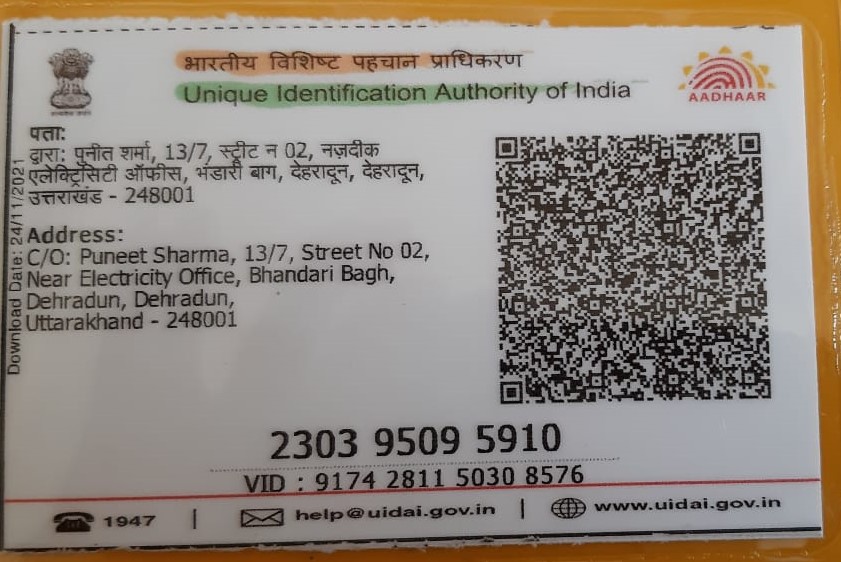 भारतीय विशिष्ट पहचान प्राधिकरण
Unique Identification Authority of India
AADHAAR
पता:
द्वारा: पुनीत शर्मा, 13/7, स्ट्रीट न 02, नज़दीक
एलेक्ट्रिसिटी ऑफीस, भंडारी बाग, देहरादून, देहरादून,
उत्तराखंड - 248001
Address:
C/O: Puneet Sharma, 13/7, Street No 02,
Near Electricity Office, Bhandari Bagh,
Dehradun, Dehradun,
Uttarakhand - 248001
Download Date: 24/11/2021
2303 9509 5910
VID : 9174 2811 5030 8576
1947 | help@uidai.gov.in | www.uidai.gov.in